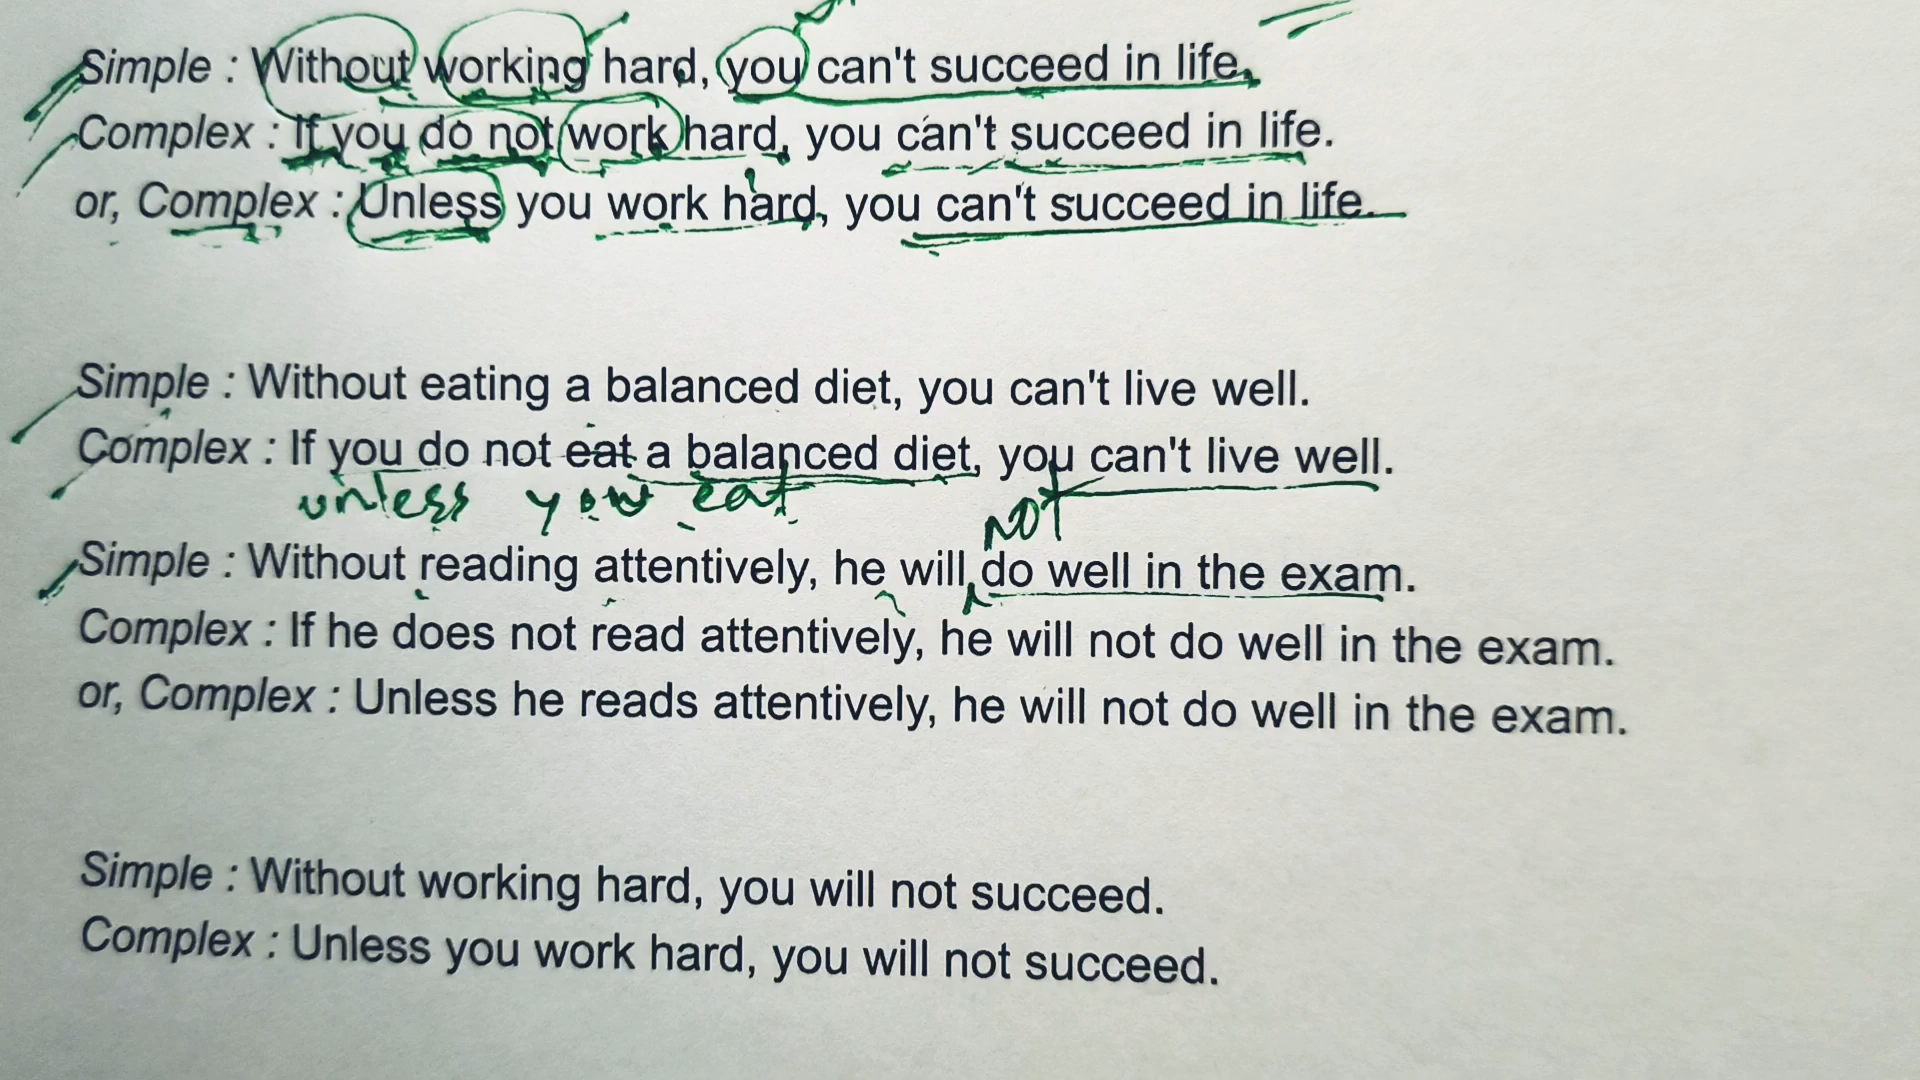 Simple : Without working hard, you can't succeed in life.
Complex : If you do not work hard, you can't succeed in life.
or, Complex : Unless you work hard, you can't succeed in life.
Simple : Without eating a balanced diet, you can't live well.
Complex : If you do not eat a balanced diet, you can't live well.
unless you eat
NOT
Simple : Without reading attentively, he will do well in the exam.
Complex : If he does not read attentively, he will not do well in the exam.
or, Complex : Unless he reads attentively, he will not do well in the exam.
Simple : Without working hard, you will not succeed.
Complex : Unless you work hard, you will not succeed.